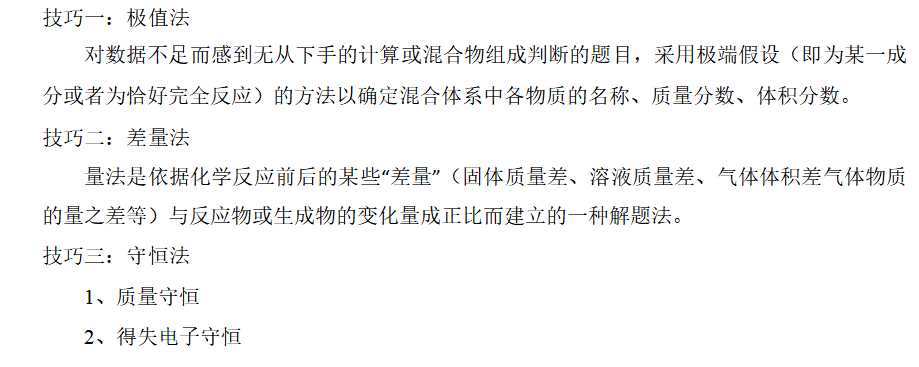 技巧一：极值法
对数据不足而感到无从下手的计算或混合物组成判断的题目，采用极端假设（即为某一成
分或者为恰好完全反应）的方法以确定混合体系中各物质的名称、质量分数、体积分数。
技巧二：差量法
量法是依据化学反应前后的某些“差量”（固体质量差、溶液质量差、气体体积差气体物质
的量之差等）与反应物或生成物的变化量成正比而建立的一种解题法。
技巧三：守恒法
1、质量守恒
2、得失电子守恒